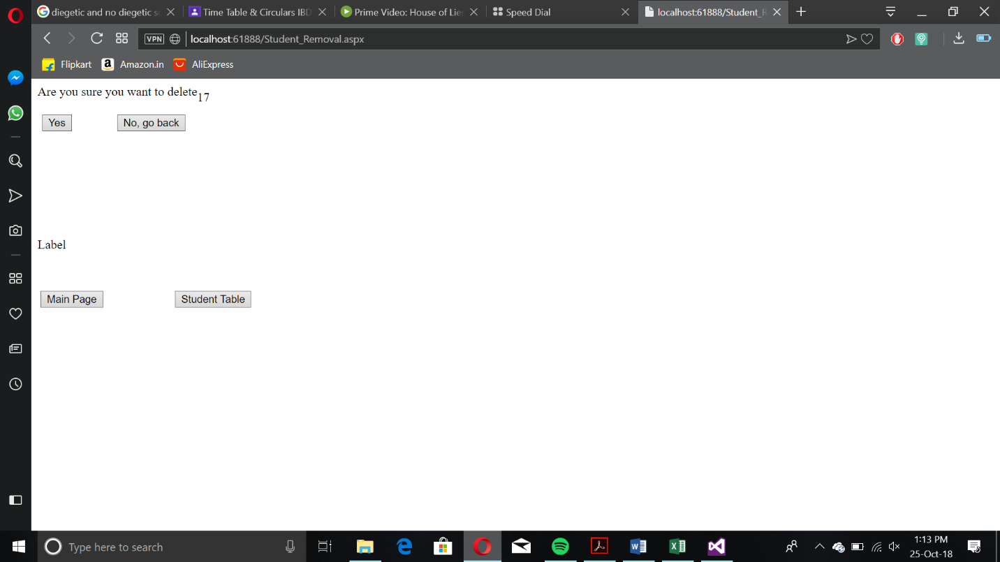 diegetic and no diegetic s
Time Table & Circulars IBD
Prime Video: House of Lies
Speed Dial
localhost:61888/Student_R
VPN
localhost:61888/Student_Removal.aspx
Flipkart
Amazon.in
AliExpress
Are you sure you want to delete17
Yes
No, go back
Label
Main Page
Student Table
Type here to search
1:13 PM
25-Oct-18